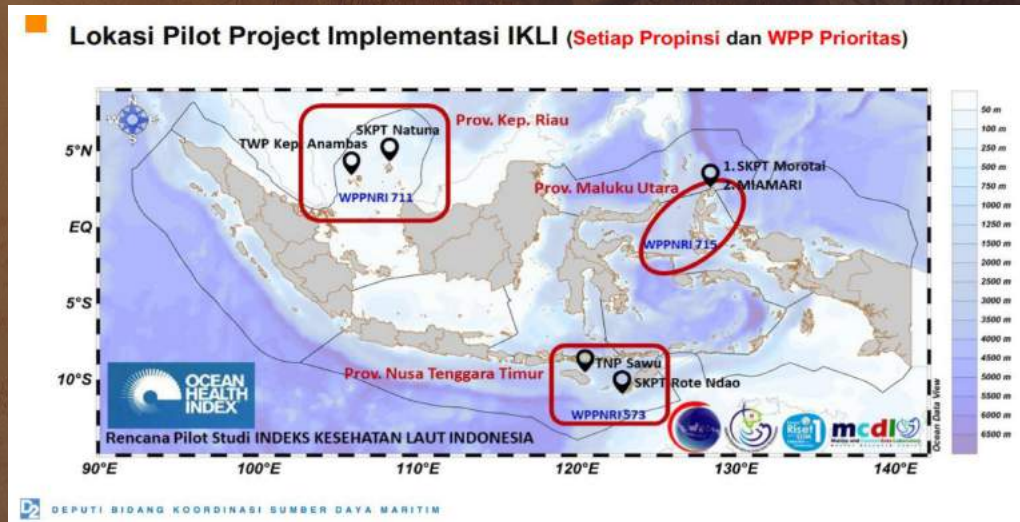 Lokasi Pilot Project Implementasi IKLI (Setiap Propinsi dan WPP Prioritas)
N
5°N
EQ
5°S
10°S
90°E
100°E
110°E
120°E
130°E
140°E
SKPT Natuna
TWP Kep. Anambas
WPPNRI 711
Prov. Kep. Riau
1. SKPT Morotai
2. MIAMARI
Prov. Maluku Utara
WPPNRI 715
Prov. Nusa Tenggara Timur
TNP Sawu
SKPT Rote Ndao
WPPNRI 573
50 m
100 m
250 m
500 m
750 m
1000 m
1250 m
1500 m
2000 m
2500 m
3000 m
3500 m
4000 m
4500 m
5000 m
5500 m
6000 m
6500 m
Ocean Data View
OCEAN
HEALTH
INDEX
Rencana Pilot Studi INDEKS KESEHATAN LAUT INDONESIA
Riset
mcdl
D2 DEPUTI BIDANG KOORDINASI SUMBER DAYA MARITIM